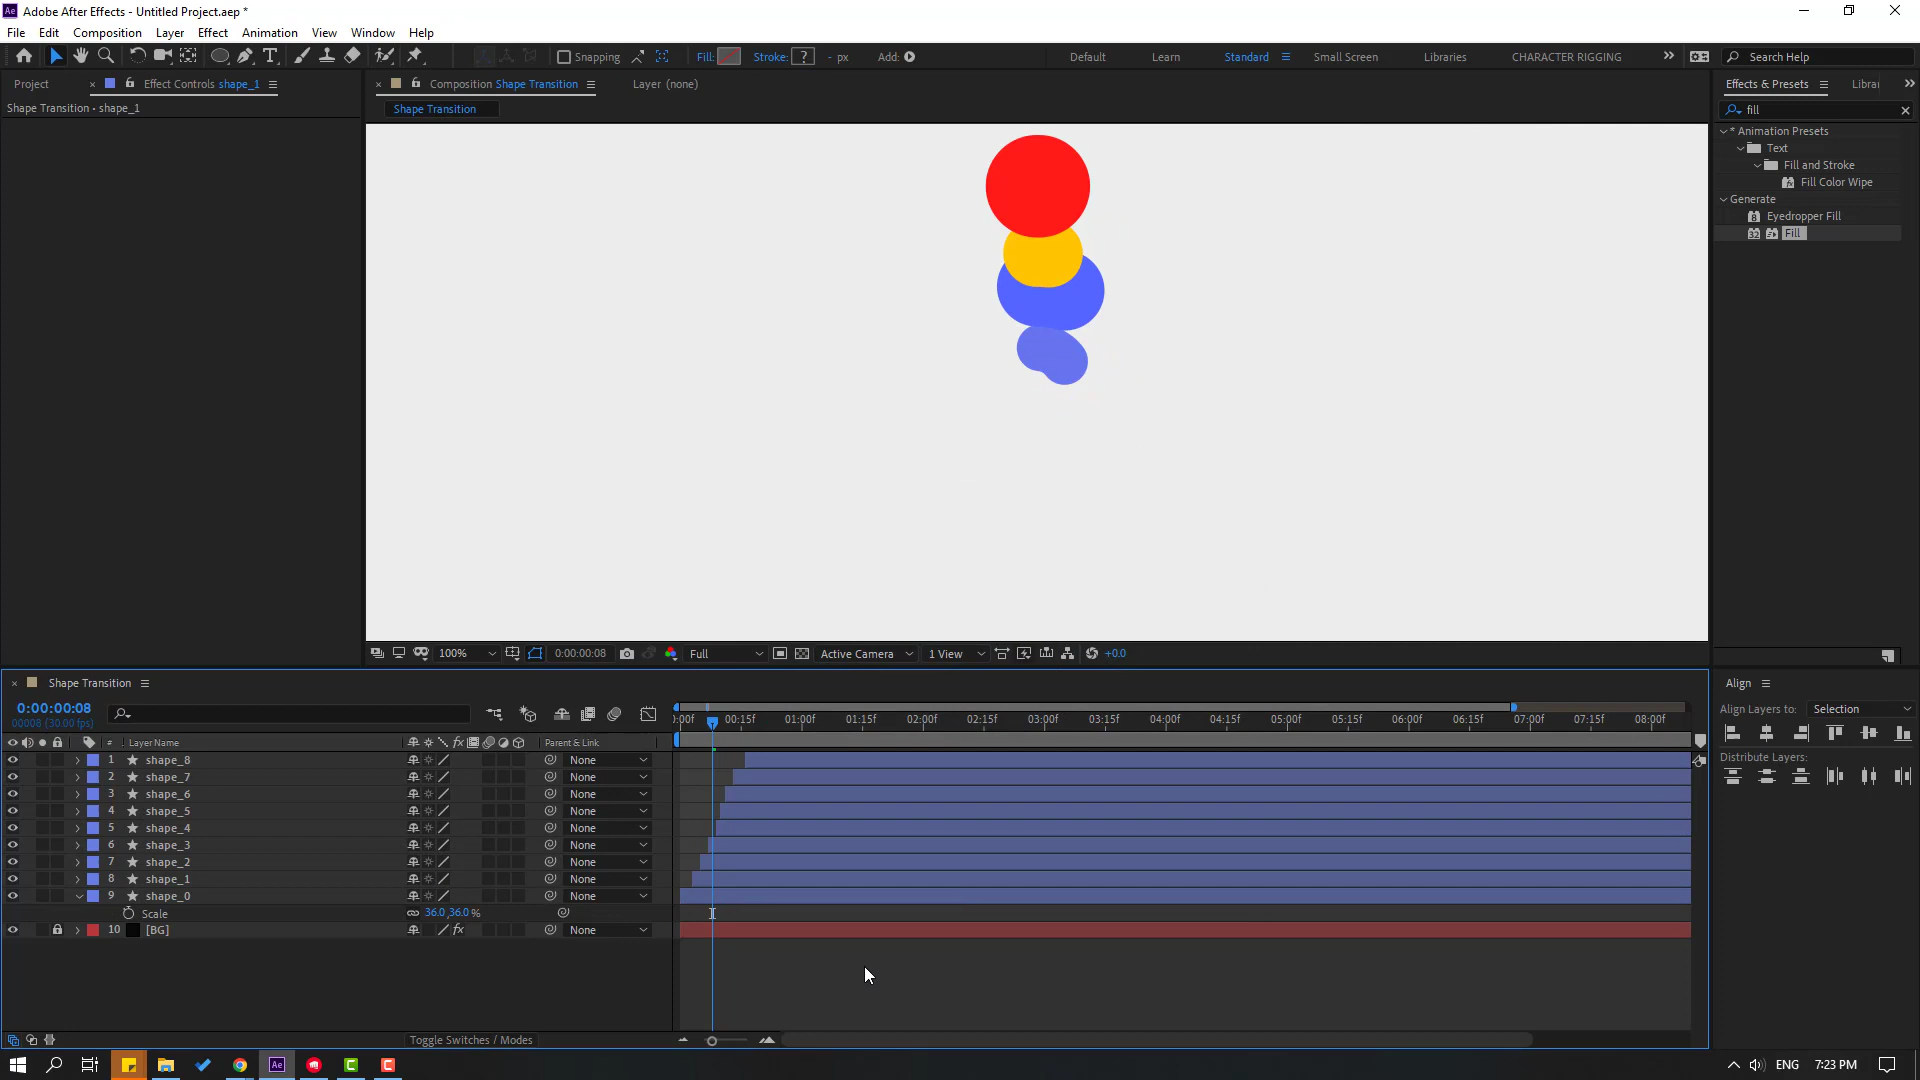 Adobe After Effects - Untitled Project.aep *
File Edit Composition Layer Effect Animation View Window Help
Snapping Fill: Stroke: ? - px Add: Default Learn Standard Small Screen Libraries CHARACTER RIGGING Search Help
Project Effect Controls shape_1 Composition Shape Transition Layer (none) Effects & Presets Librai
Shape Transition • shape_1
Shape Transition
fill
* Animation Presets
Text
Fill and Stroke
Fill Color Wipe
Generate
Eyedropper Fill
Fill
100% 0:00:00:08 Full Active Camera 1 View +0.0
Shape Transition
Align
0:00:00:08
00008 (30.00 fps)
Align Layers to: Selection
:00f 00:15f 01:00f 01:15f 02:00f 02:15f 03:00f 03:15f 04:00f 04:15f 05:00f 05:15f 06:00f 06:15f 07:00f 07:15f 08:00f
# Layer Name Parent & Link
Distribute Layers:
1 shape_8 None
2 shape_7 None
3 shape_6 None
4 shape_5 None
5 shape_4 None
6 shape_3 None
7 shape_2 None
8 shape_1 None
9 shape_0 None
Scale 36.0,36.0 %
10 [BG] None
Toggle Switches / Modes
ENG 7:23 PM